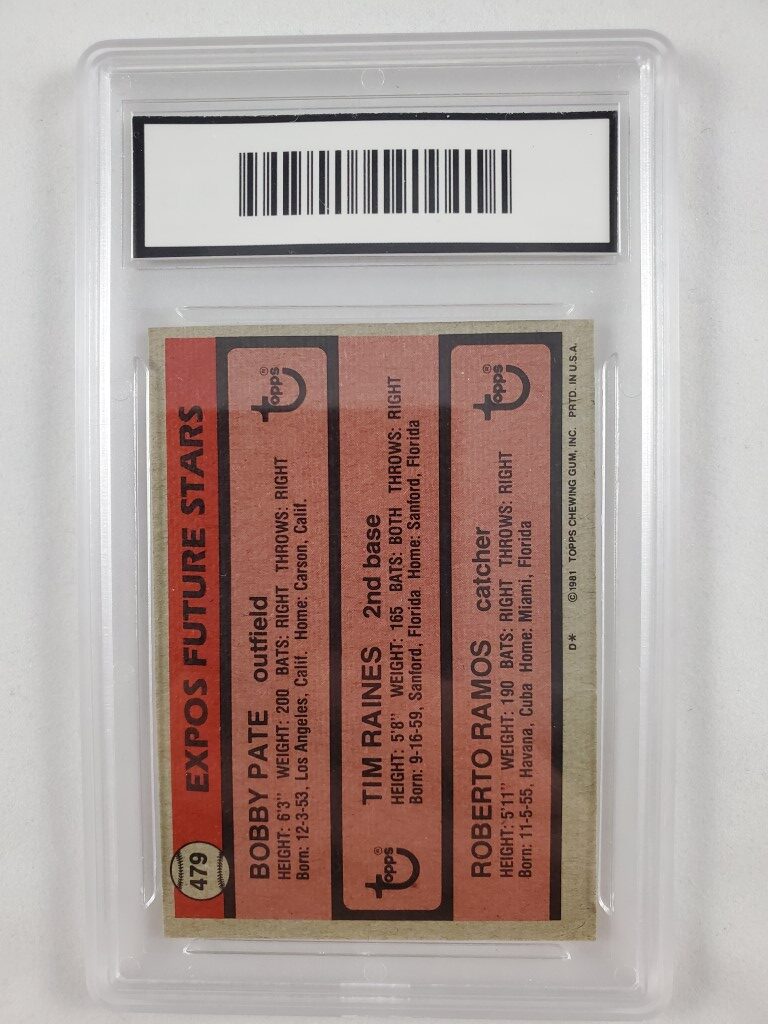 479
EXPOS FUTURE STARS
BOBBY PATE outfield
HEIGHT: 6'3" WEIGHT: 200 BATS: RIGHT THROWS: RIGHT
Born: 12-3-53, Los Angeles, Calif. Home: Carson, Calif.
Topps®
Topps®
TIM RAINES 2nd base
HEIGHT: 5'8" WEIGHT: 165 BATS: BOTH THROWS: RIGHT
Born: 9-16-59, Sanford, Florida Home: Sanford, Florida
ROBERTO RAMOS catcher
HEIGHT: 5'11" WEIGHT: 190 BATS: RIGHT THROWS: RIGHT
Born: 11-5-55, Havana, Cuba Home: Miami, Florida
Topps®
D* ©1981 TOPPS CHEWING GUM, INC. PRTD. IN U.S.A.